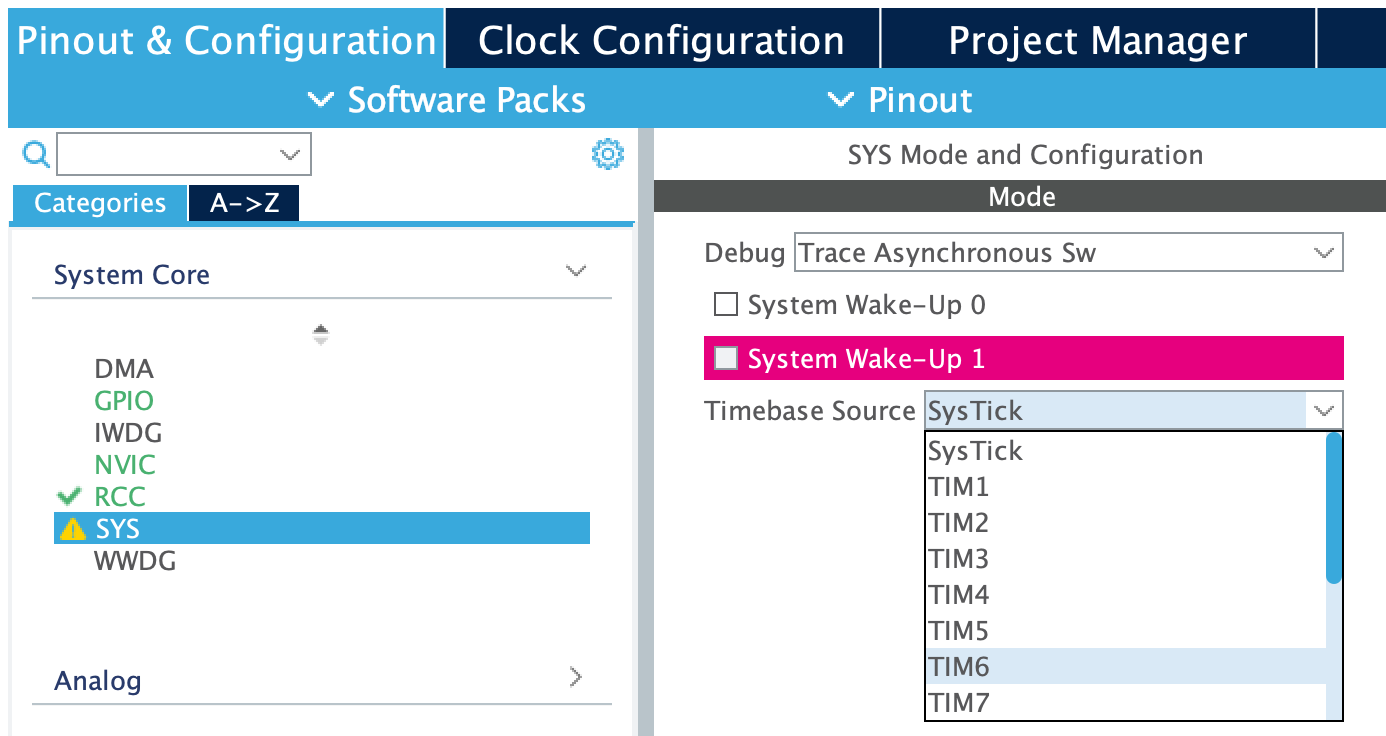 Pinout & Configuration
Clock Configuration
Project Manager
Software Packs
Pinout
Categories
A->Z
System Core
DMA
GPIO
IWDG
NVIC
RCC
SYS
WWDG
Analog
SYS Mode and Configuration
Mode
Debug Trace Asynchronous Sw
System Wake-Up 0
System Wake-Up 1
Timebase Source SysTick
SysTick
TIM1
TIM2
TIM3
TIM4
TIM5
TIM6
TIM7